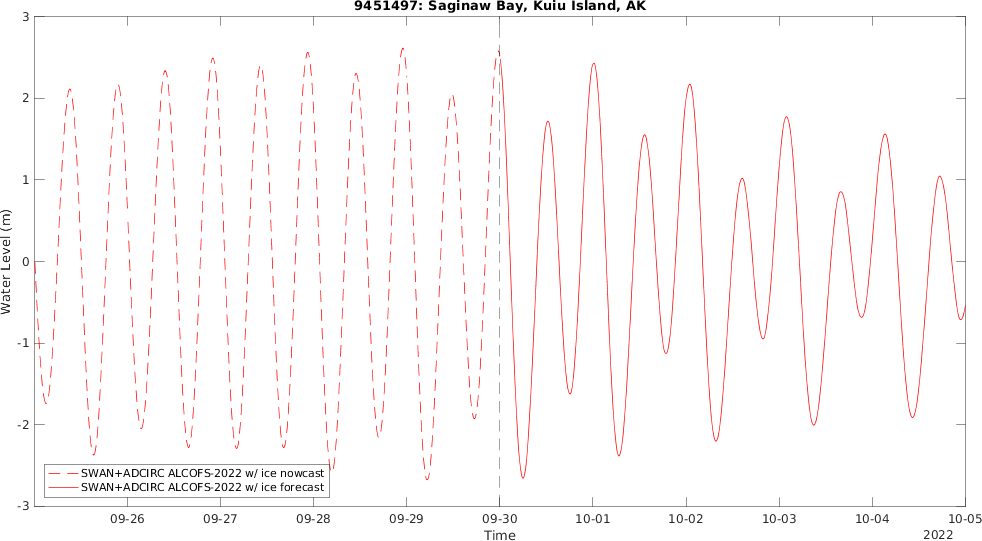 9451497: Saginaw Bay, Kuiu Island, AK
Water Level (m)
3
2
1
0
-1
-2
-3
SWAN+ADCIRC ALCOFS-2022 w/ ice nowcast
SWAN+ADCIRC ALCOFS-2022 w/ ice forecast
09-26 09-27 09-28 09-29 09-30 10-01 10-02 10-03 10-04 10-05
Time
2022